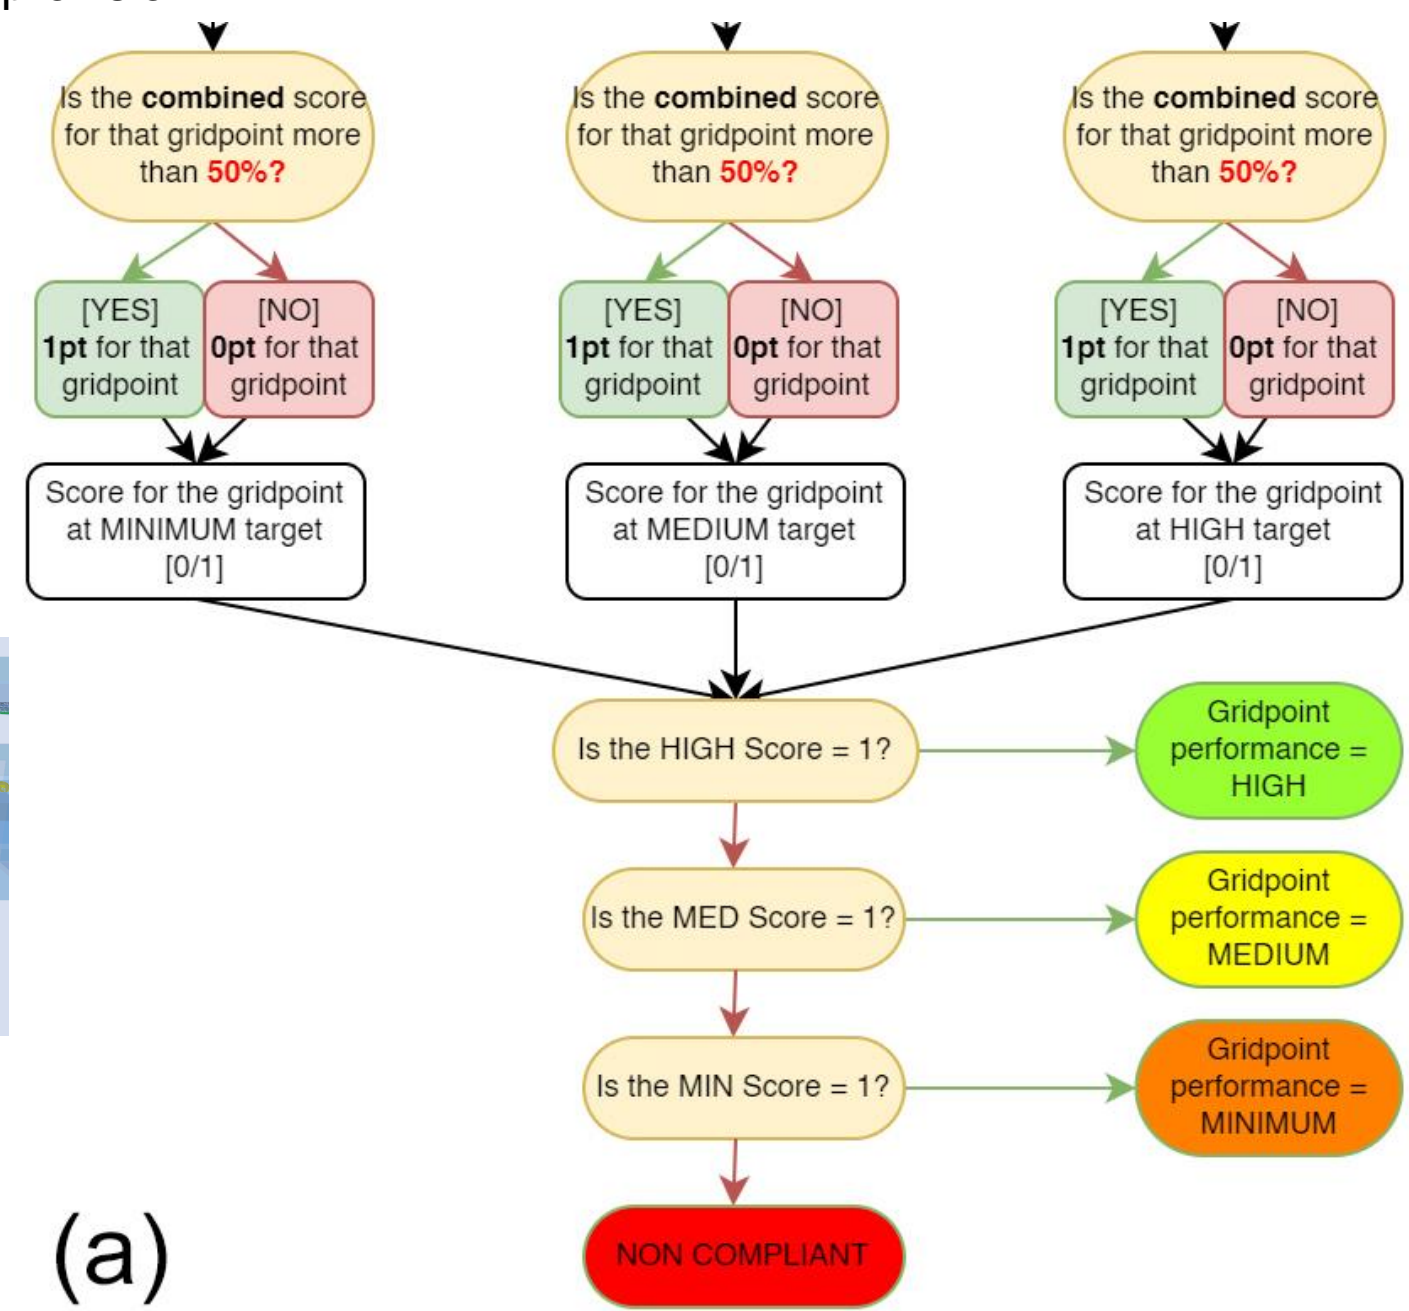 Is the combined score
for that gridpoint more
than 50%?
Is the combined score
for that gridpoint more
than 50%?
Is the combined score
for that gridpoint more
than 50%?
[YES]
1pt for that
gridpoint
[NO]
0pt for that
gridpoint
[YES]
1pt for that
gridpoint
[NO]
0pt for that
gridpoint
[YES]
1pt for that
gridpoint
[NO]
0pt for that
gridpoint
Score for the gridpoint
at MINIMUM target
[0/1]
Score for the gridpoint
at MEDIUM target
[0/1]
Score for the gridpoint
at HIGH target
[0/1]
Is the HIGH Score = 1?
Gridpoint
performance =
HIGH
Is the MED Score = 1?
Gridpoint
performance =
MEDIUM
Is the MIN Score = 1?
Gridpoint
performance =
MINIMUM
NON COMPLIANT
(a)